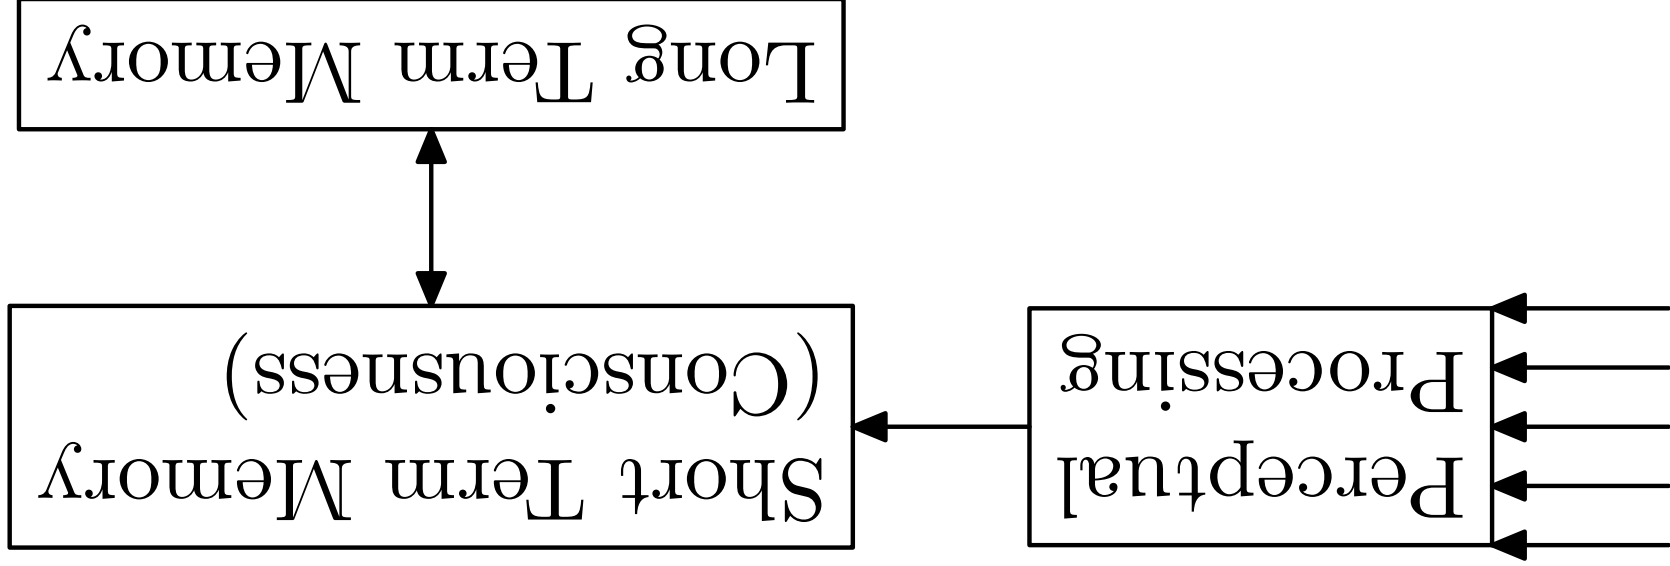 Perceptual
Processing
Short Term Memory
(Consciousness)
Long Term Memory